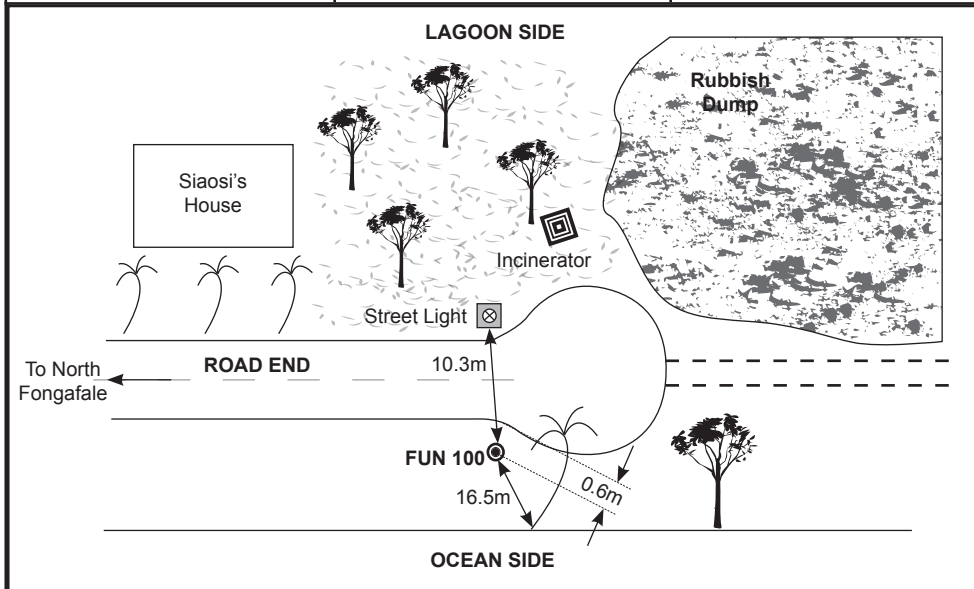 LAGOON SIDE
Rubbish
Dump
Siaosi's
House
Incinerator
Street Light
10.3m
ROAD END
To North
Fongafale
FUN 100
16.5m
0.6m
OCEAN SIDE